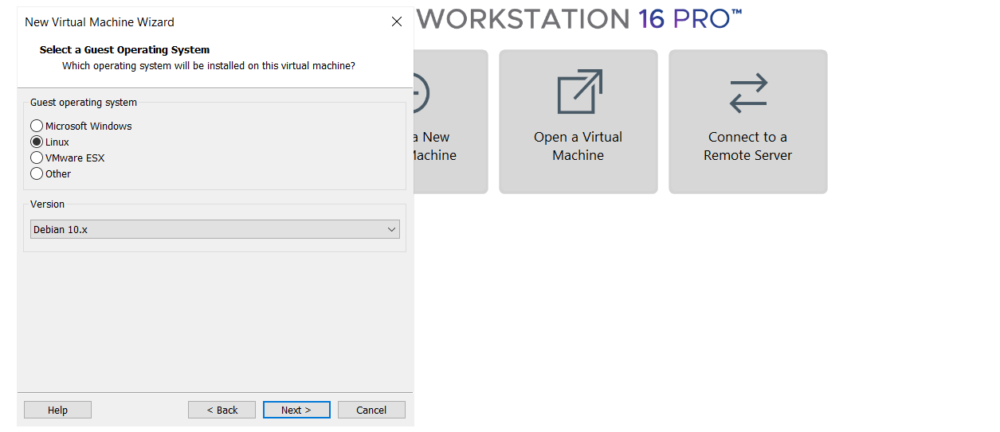 New Virtual Machine Wizard
Select a Guest Operating System
Which operating system will be installed on this virtual machine?
Guest operating system
Microsoft Windows
Linux
VMware ESX
Other
Version
Debian 10.x
Help
< Back
Next >
Cancel
WORKSTATION 16 PRO™
a New
Machine
Open a Virtual
Machine
Connect to a
Remote Server